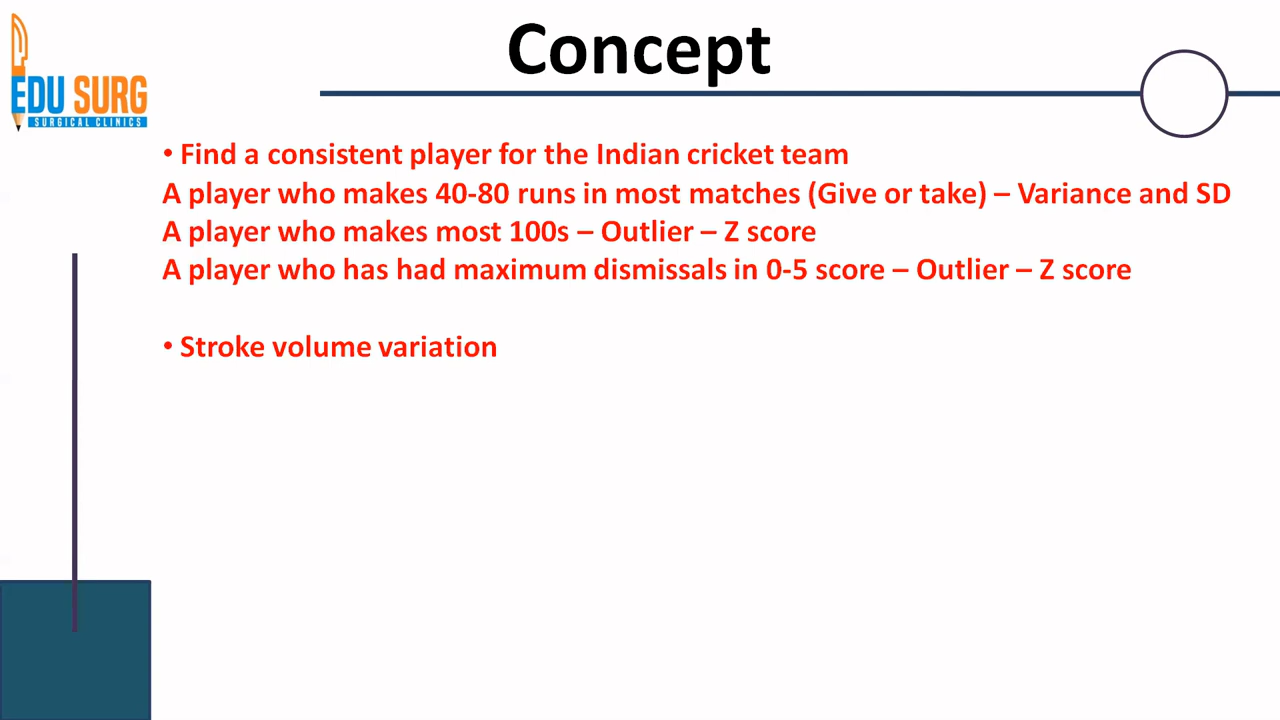 Concept
EDU SURG
SURGICAL CLINICS
• Find a consistent player for the Indian cricket team
A player who makes 40-80 runs in most matches (Give or take) – Variance and SD
A player who makes most 100s – Outlier – Z score
A player who has had maximum dismissals in 0-5 score – Outlier – Z score
• Stroke volume variation